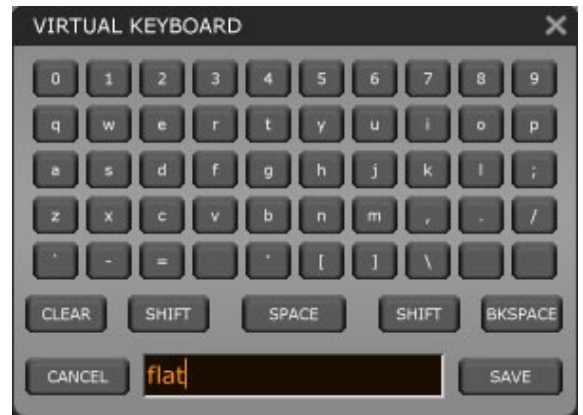 VIRTUAL KEYBOARD
0 1 2 3 4 5 6 7 8 9
q w e r t y u i o p
a s d f g h j k l ;
z x c v b n m , . /
` - = ' [ ] \
CLEAR SHIFT SPACE SHIFT BKSPACE
CANCEL flat SAVE